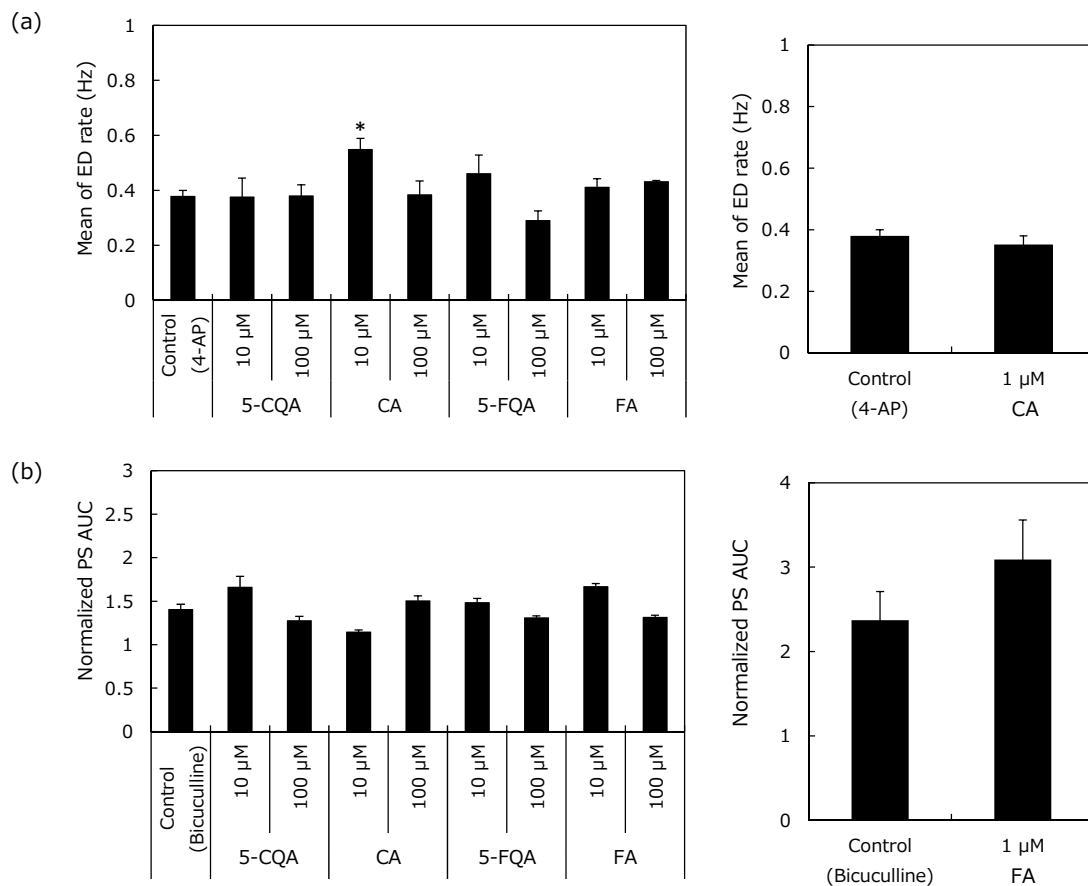 (a)
Mean of ED rate (Hz)
1
0.8
0.6
0.4
0.2
0
*
Control
(4-AP)
10 µM
100 µM
10 µM
100 µM
10 µM
100 µM
10 µM
100 µM
5-CQA
CA
5-FQA
FA
Mean of ED rate (Hz)
1
0.8
0.6
0.4
0.2
0
Control
(4-AP)
1 µM
CA
(b)
Normalized PS AUC
3
2.5
2
1.5
1
0.5
0
Control
(Bicuculline)
10 µM
100 µM
10 µM
100 µM
10 µM
100 µM
10 µM
100 µM
5-CQA
CA
5-FQA
FA
Normalized PS AUC
4
3
2
1
0
Control
(Bicuculline)
1 µM
FA